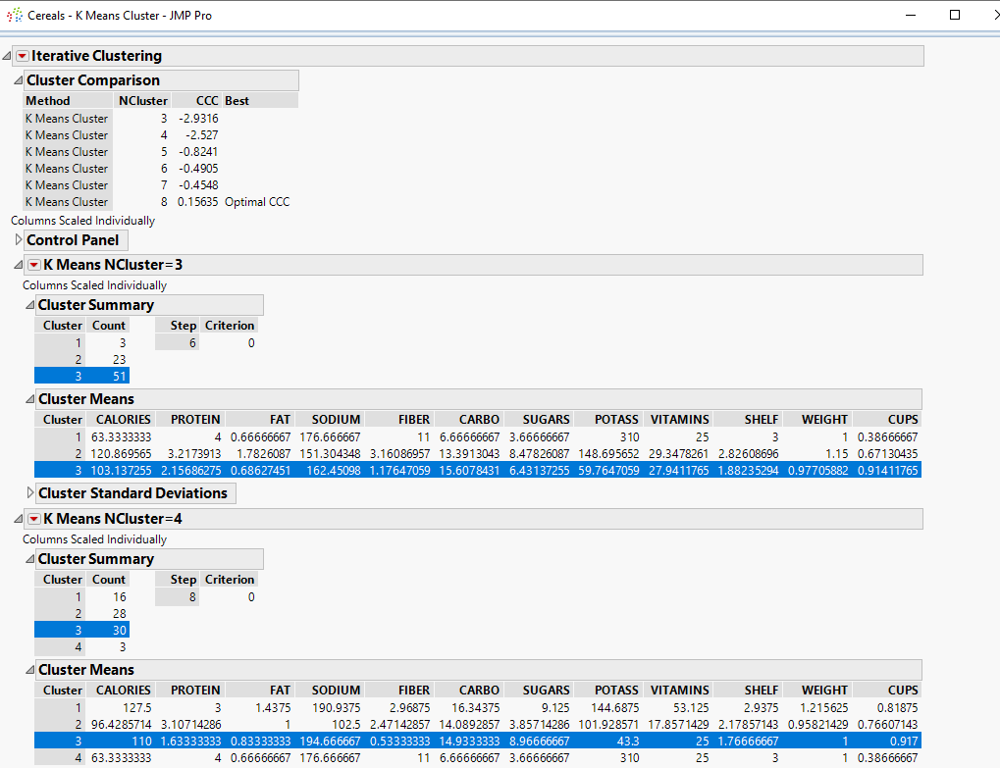 Cereals - K Means Cluster - JMP Pro
Iterative Clustering
Cluster Comparison
Method NCluster CCC Best
K Means Cluster 3 -2.9316
K Means Cluster 4 -2.527
K Means Cluster 5 -0.8241
K Means Cluster 6 -0.4905
K Means Cluster 7 -0.4548
K Means Cluster 8 0.15635 Optimal CCC
Columns Scaled Individually
Control Panel
K Means NCluster=3
Columns Scaled Individually
Cluster Summary
Cluster Count Step Criterion
1 3 6 0
2 23
3 51
Cluster Means
Cluster CALORIES PROTEIN FAT SODIUM FIBER CARBO SUGARS POTASS VITAMINS SHELF WEIGHT CUPS
1 63.3333333 4 0.66666667 176.666667 11 6.66666667 3.66666667 310 25 3 1 0.38666667
2 120.869565 3.2173913 1.7826087 151.304348 3.16086957 13.3913043 8.47826087 148.695652 29.3478261 2.82608696 1.15 0.67130435
3 103.137255 2.15686275 0.68627451 162.45098 1.17647059 15.6078431 6.43137255 59.7647059 27.9411765 1.88235294 0.97705882 0.91411765
Cluster Standard Deviations
K Means NCluster=4
Columns Scaled Individually
Cluster Summary
Cluster Count Step Criterion
1 16 8 0
2 28
3 30
4 3
Cluster Means
Cluster CALORIES PROTEIN FAT SODIUM FIBER CARBO SUGARS POTASS VITAMINS SHELF WEIGHT CUPS
1 127.5 3 1.4375 190.9375 2.96875 16.34375 9.125 144.6875 53.125 2.9375 1.215625 0.81875
2 96.4285714 3.10714286 1 102.5 2.47142857 14.0892857 3.85714286 101.928571 17.8571429 2.17857143 0.95821429 0.76607143
3 110 1.63333333 0.83333333 194.666667 0.53333333 14.9333333 8.96666667 43.3 25 1.76666667 1 0.917
4 63.3333333 4 0.66666667 176.666667 11 6.66666667 3.66666667 310 25 3 1 0.38666667